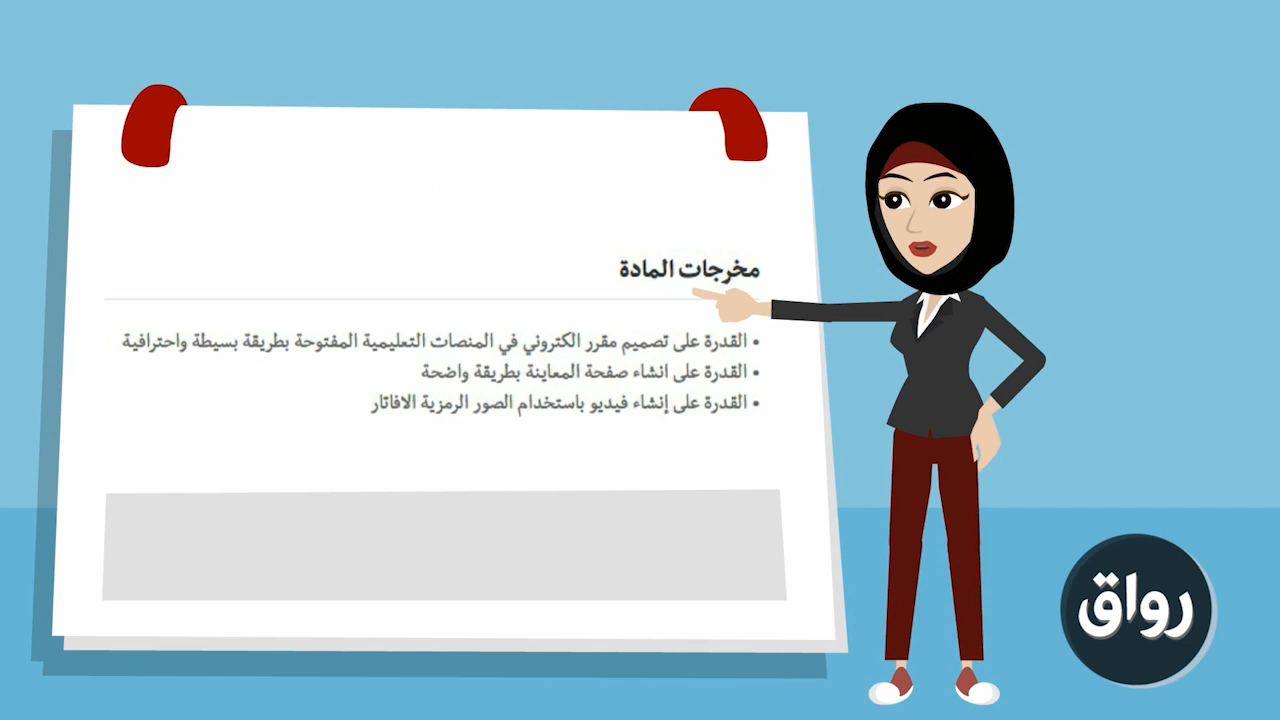 مخرجات المادة
• القدرة على تصميم مقرر الكتروني في المنصات التعليمية المفتوحة بطريقة بسيطة واحترافية
• القدرة على انشاء صفحة المعاينة بطريقة واضحة
• القدرة على إنشاء فيديو باستخدام الصور الرمزية الافاتار
رواق